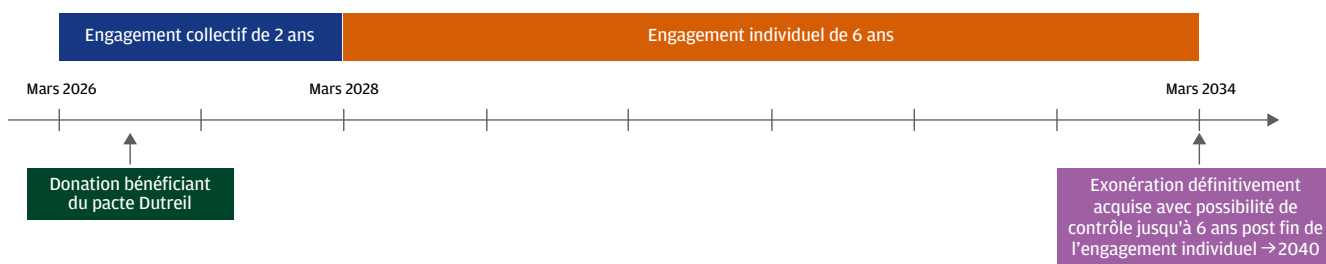 Engagement collectif de 2 ans
Engagement individuel de 6 ans
Mars 2026
Mars 2028
Mars 2034
Donation bénéficiant
du pacte Dutreil
Exonération définitivement
acquise avec possibilité de
contrôle jusqu'à 6 ans post fin de
l'engagement individuel →2040